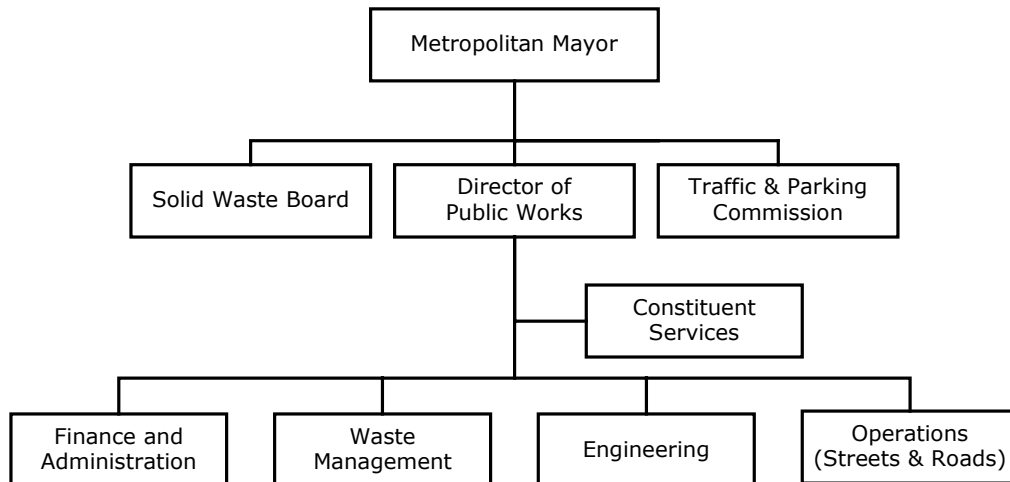 Metropolitan Mayor
Solid Waste Board
Director of
Public Works
Traffic & Parking
Commission
Constituent
Services
Finance and
Administration
Waste
Management
Engineering
Operations
(Streets & Roads)